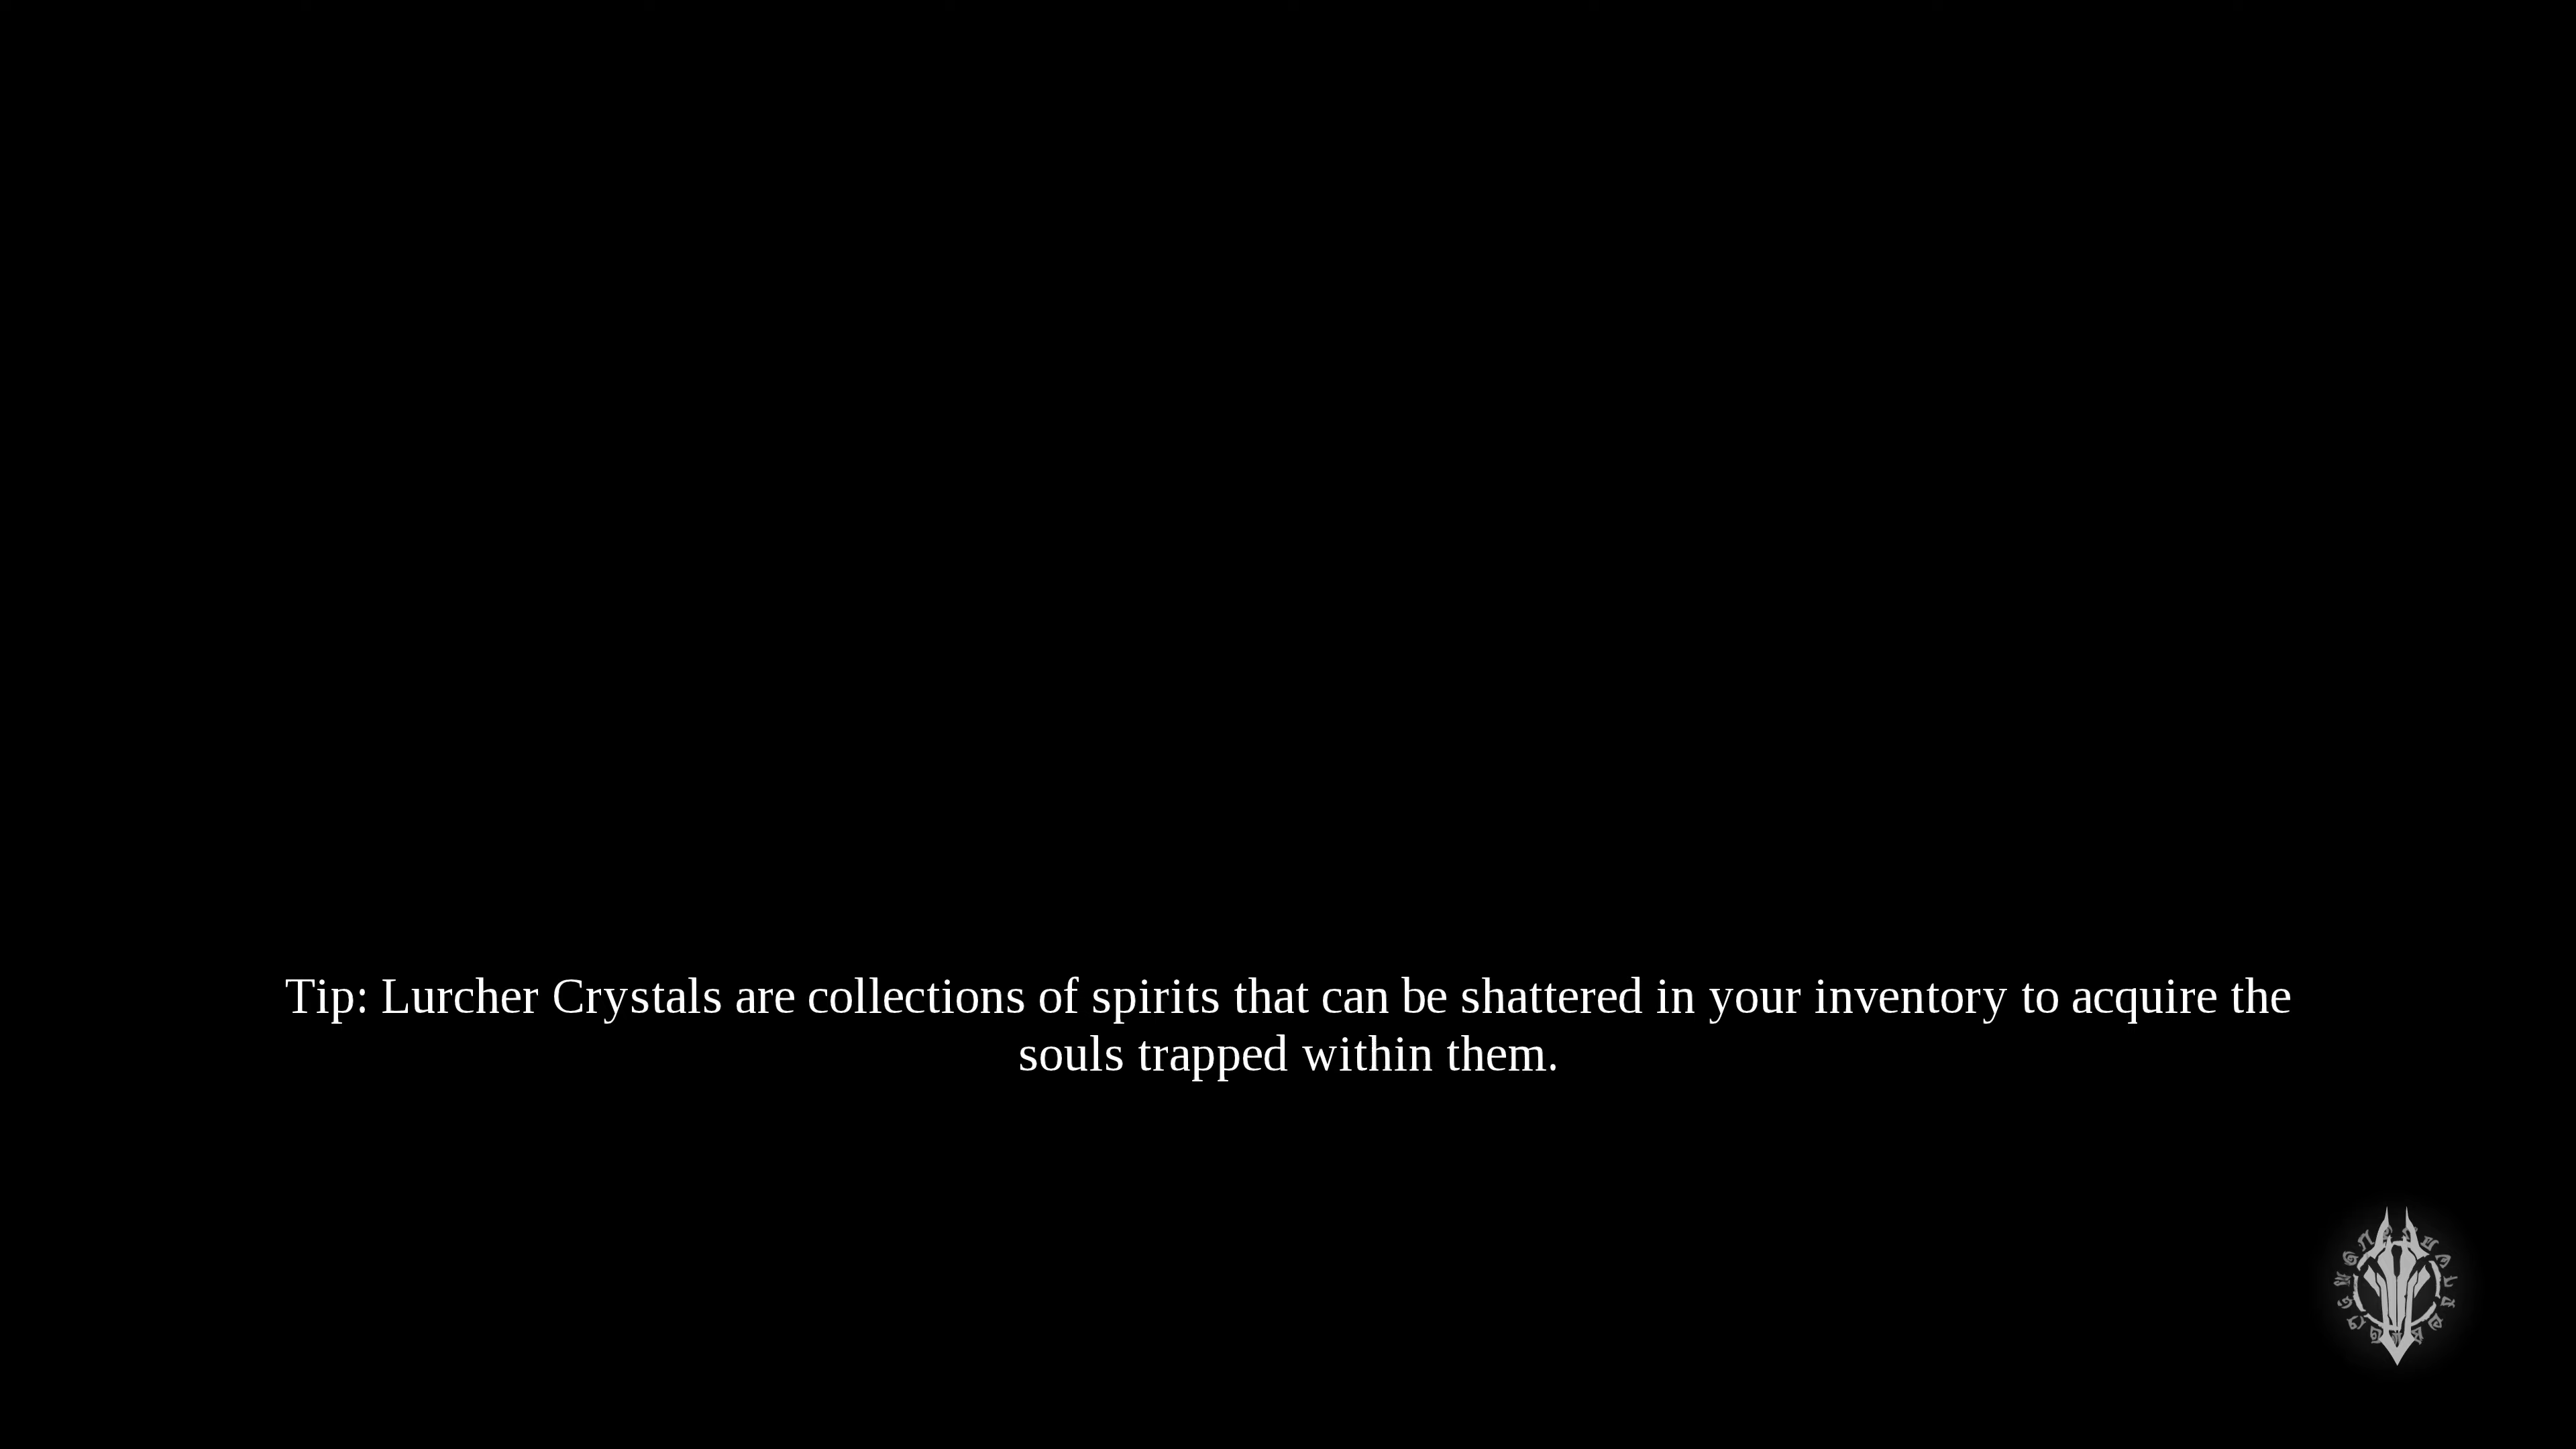 Tip: Lurcher Crystals are collections of spirits that can be shattered in your inventory to acquire the
souls trapped within them.